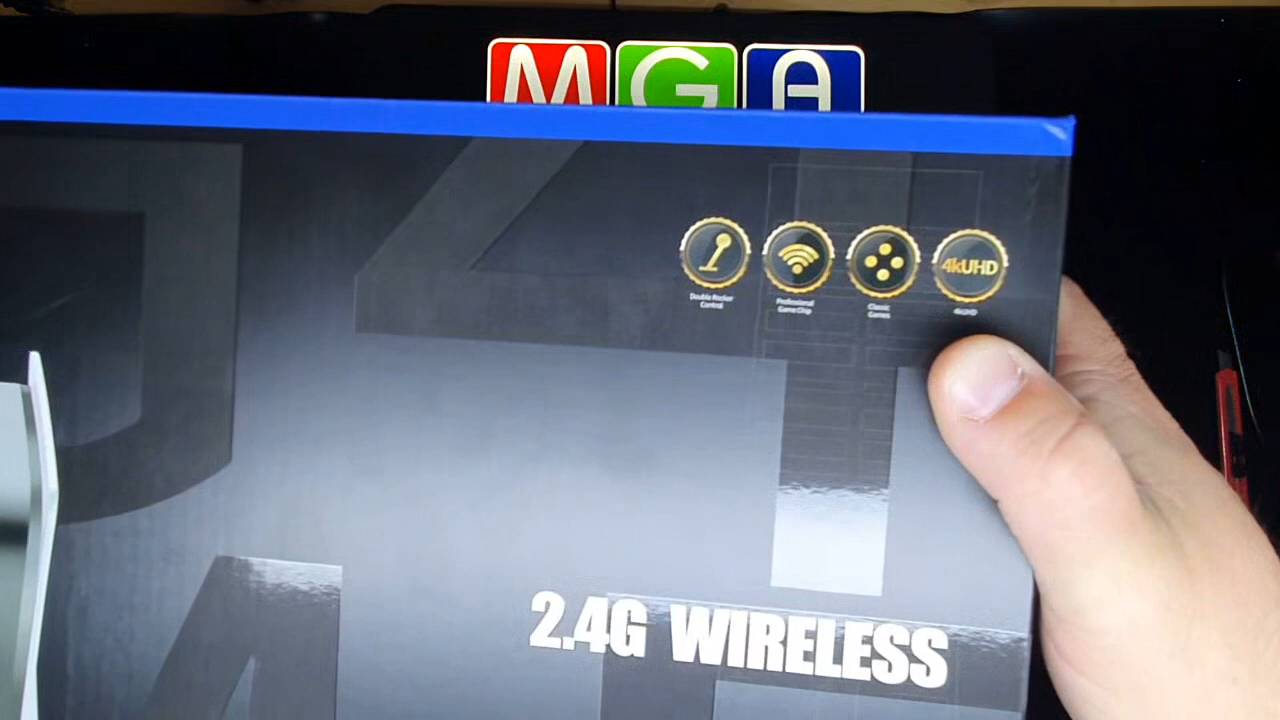 MGA
4kUHD
Double Rocker
Control
Professional
Game Chip
Classic
Games
4kUHD
2.4G WIRELESS